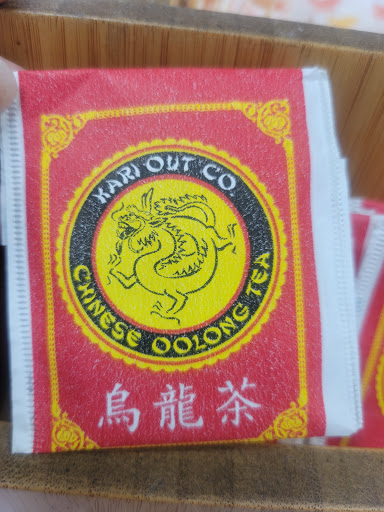 KARI OUT CO.
CHINESE OOLONG TEA
烏龍茶